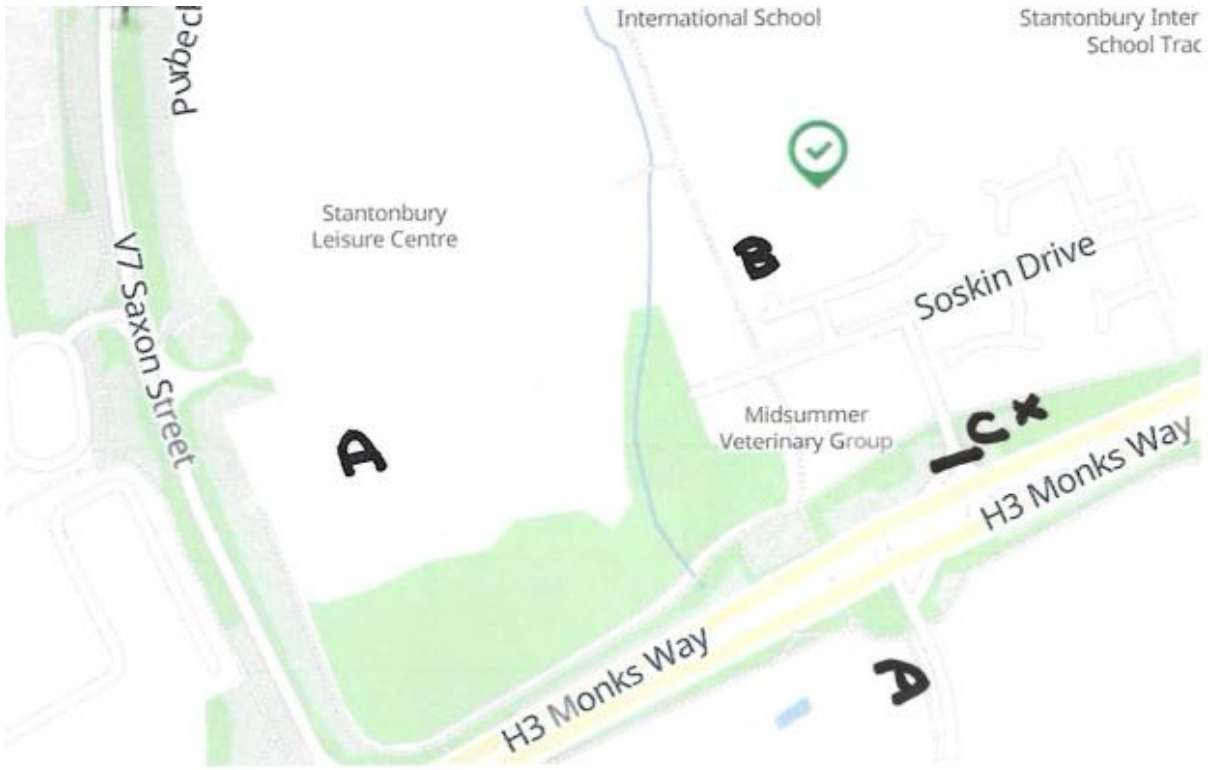 International School
Stantonbury Inter
School Trac
Purbeck
Stantonbury
Leisure Centre
B
Soskin Drive
V7 Saxon Street
Midsummer
Veterinary Group
C x
A
H3 Monks Way
H3 Monks Way
A